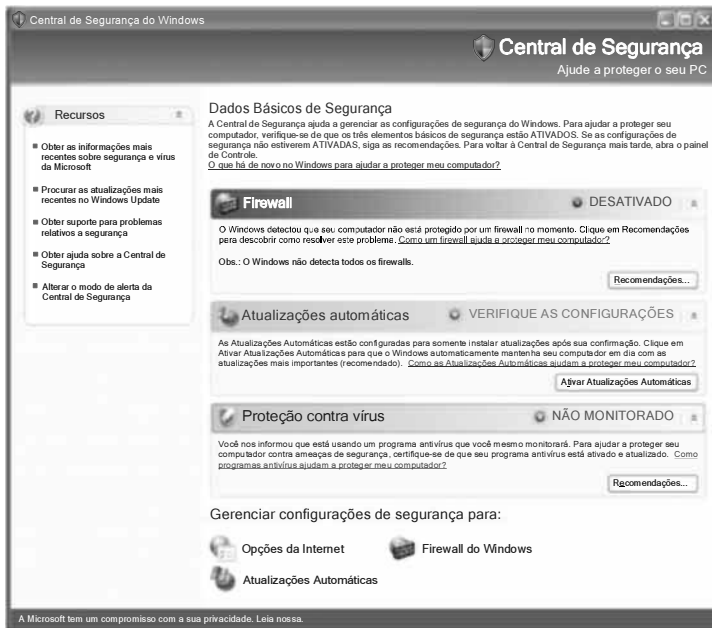 Central de Segurança do Windows
Central de Segurança
Ajude a proteger o seu PC
Recursos
Obter as iniformações mais
recentes sobre segurança e vírus
da Microsoft
Procurar as atualizações mais
recentes no Windows Update
Obter suporte para problemas
relativos a segurança
Obter ajuda sobre a Central de
Segurança
Alterar o modo de alerta da
Central de Segurança
Dados Básicos de Segurança
A Central de Segurança ajuda a gerenciar as configurações de segurança do Windows. Para ajudar a proteger seu
computador, verifique-se de que os três elementos básicos de segurança estão ATIVADOS. Se as configurações de
segurança não estiverem ATIVADAS, siga as recomendações. Para voltar à Central de Segurança mais tarde, abra o painel
de Controle.
O que há de novo no Windows para ajudar a proteger meu computador?
Firewall
DESATIVADO
O Windows detectou que seu computador não está protegido por um firewall no momento. Clique em Recomendações
para descobrir como resolver este problema. Como um firewall ajuda a proteger meu computador?
Obs.: O Windows não detecta todos os firewalls.
Recomendações...
Atualizações automáticas
VERIFIQUE AS CONFIGURAÇÕES
As Atualizações Automáticas estão configuradas para somente instalar atualizações após sua confirmação. Clique em
Ativar Atualizações Automáticas para que o Windows automaticamente mantenha seu computador em dia com as
atualizações mais importantes (recomendado). Como as Atualizações Automáticas ajudam a proteger meu computador?
Ativar Atualizações Automáticas
Proteção contra vírus
NÃO MONITORADO
Você nos informou que está usando um programa antivírus que você mesmo monitorará. Para ajudar a proteger seu
computador contra ameaças de segurança, certifique-se de que seu programa antivírus está ativado e atualizado. Como
programas antivírus ajudam a proteger meu computador?
Recomendações...
Gerenciar configurações de segurança para:
Opções da Internet
Firewall do Windows
Atualizações Automáticas
A Microsoft tem um compromisso com a sua privacidade. Leia nossa.